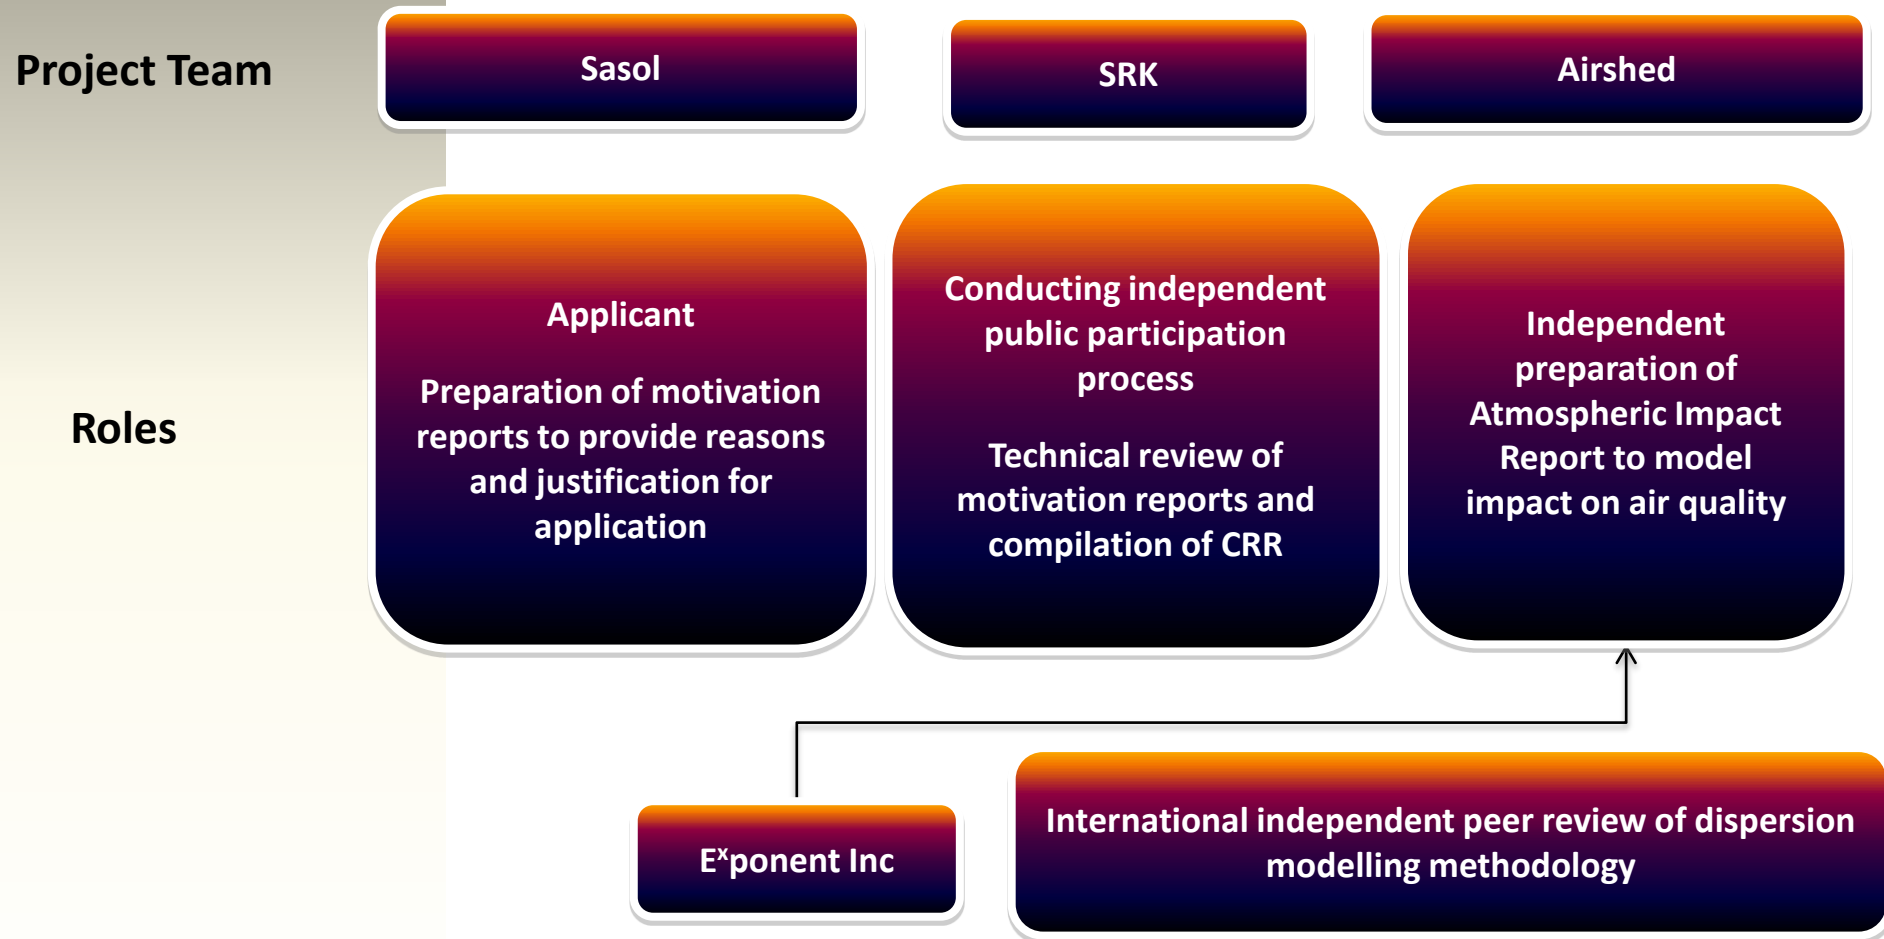 Project Team
Sasol
SRK
Airshed
Roles
Applicant
Preparation of motivation
reports to provide reasons
and justification for
application
Conducting independent
public participation
process
Technical review of
motivation reports and
compilation of CRR
Independent
preparation of
Atmospheric Impact
Report to model
impact on air quality
Eˣponent Inc
International independent peer review of dispersion
modelling methodology